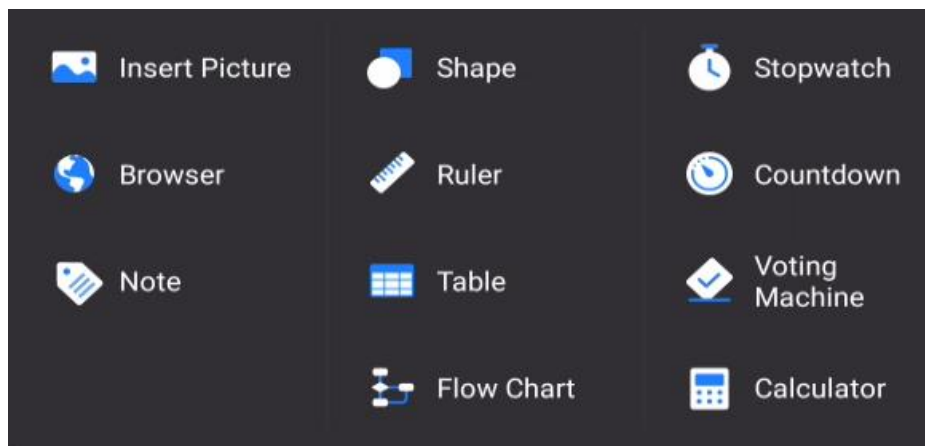 Insert Picture
Shape
Stopwatch
Browser
Ruler
Countdown
Note
Table
Voting
Machine
Flow Chart
Calculator